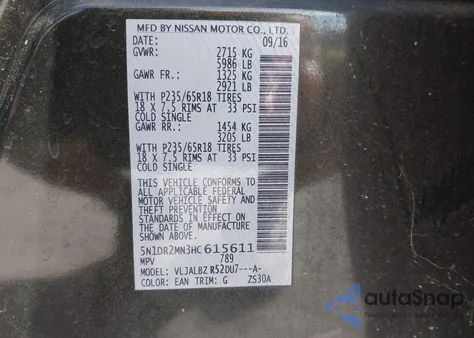 MFD BY NISSAN MOTOR CO., LTD.
DATE: 09/16
GVWR: 2715 KG
5986 LB
GAWR FR.: 1325 KG
2921 LB
WITH P235/65R18 TIRES
18 X 7.5 RIMS AT 33 PSI
COLD SINGLE
GAWR RR.: 1454 KG
3205 LB
WITH P235/65R18 TIRES
18 X 7.5 RIMS AT 33 PSI
COLD SINGLE
THIS VEHICLE CONFORMS TO
ALL APPLICABLE FEDERAL
MOTOR VEHICLE SAFETY
AND THEFT PREVENTION
STANDARDS IN EFFECT ON
THE DATE OF MANUFACTURE
SHOWN ABOVE.
5N1DR2MN3HC615611
MPV 789
MODEL: VLJALBZ R52DU7---A-
COLOR: EAN TRIM: G ZS30A
autoSnap
www.autosnap.com